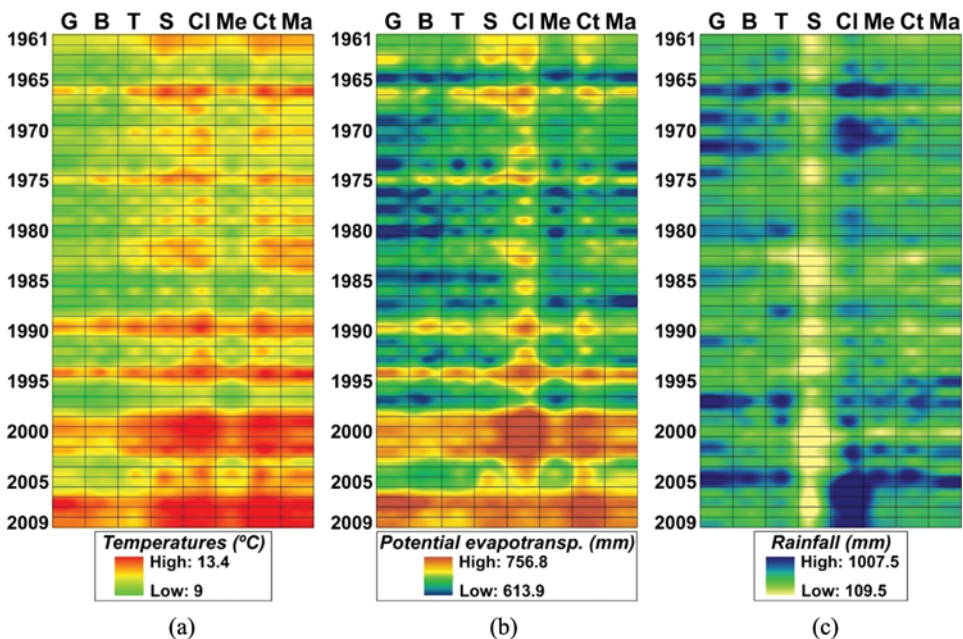 G B T S Cl Me Ct Ma
1961
1965
1970
1975
1980
1985
1990
1995
2000
2005
2009
Temperatures (ºC)
High: 13.4
Low: 9
(a)
G B T S Cl Me Ct Ma
1961
1965
1970
1975
1980
1985
1990
1995
2000
2005
2009
Potential evapotransp. (mm)
High: 756.8
Low: 613.9
(b)
G B T S Cl Me Ct Ma
1961
1965
1970
1975
1980
1985
1990
1995
2000
2005
2009
Rainfall (mm)
High: 1007.5
Low: 109.5
(c)